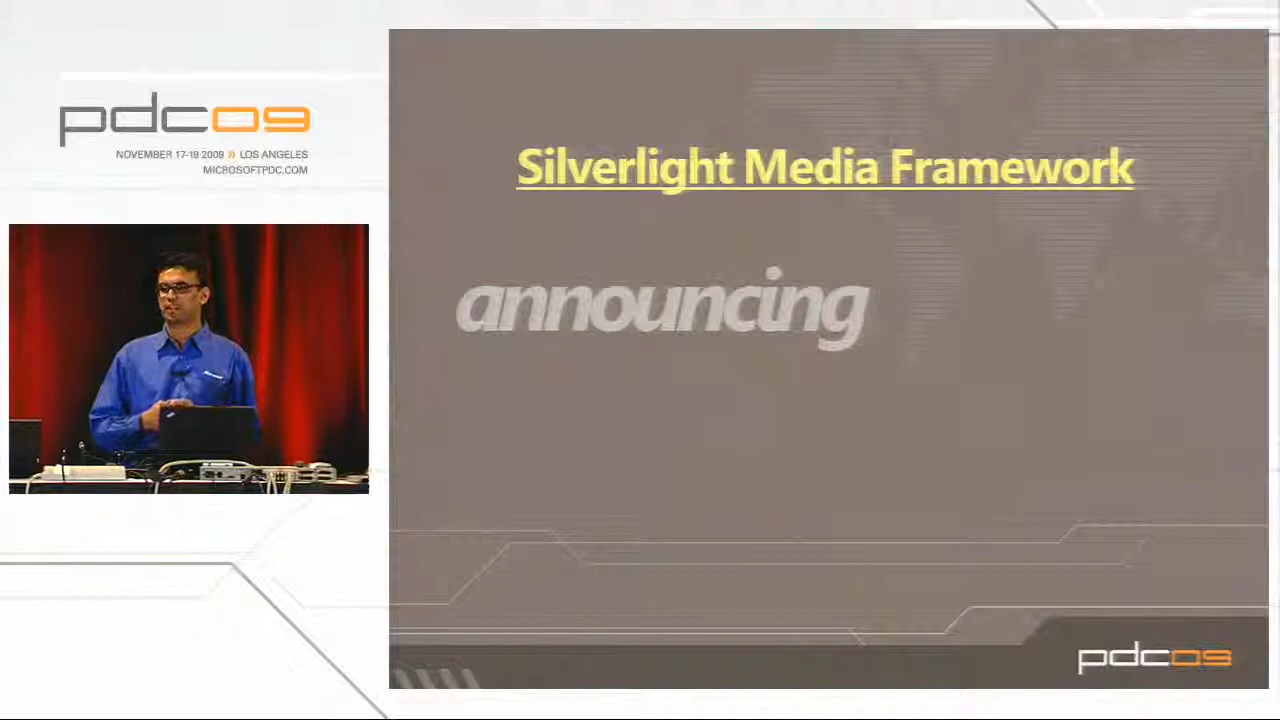 pdc09
NOVEMBER 17-19 2009 » LOS ANGELES
MICROSOFTPDC.COM
Silverlight Media Framework
announcing
pdc09